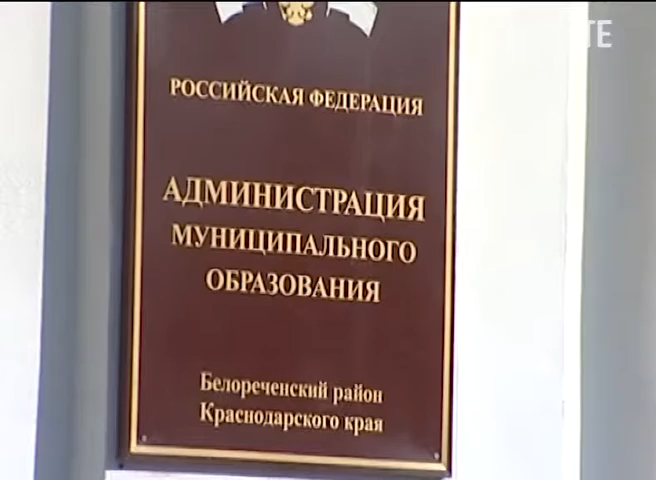 РОССИЙСКАЯ ФЕДЕРАЦИЯ
АДМИНИСТРАЦИЯ
МУНИЦИПАЛЬНОГО
ОБРАЗОВАНИЯ
Белореченский район
Краснодарского края